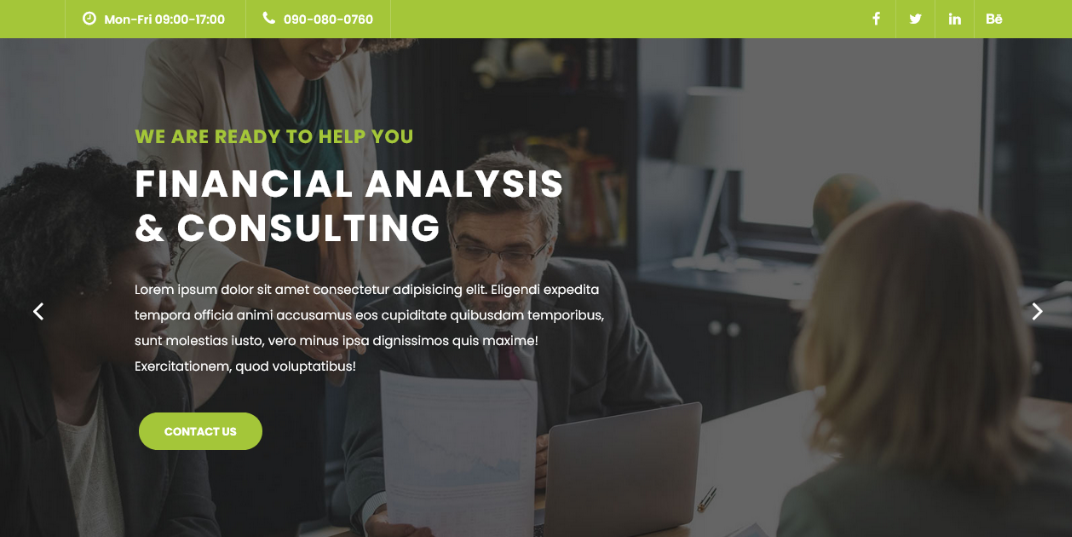 Mon-Fri 09:00-17:00
090-080-0760
Bē
WE ARE READY TO HELP YOU
FINANCIAL ANALYSIS
& CONSULTING
Lorem ipsum dolor sit amet consectetur adipisicing elit. Eligendi expedita
tempora officia animi accusamus eos cupiditate quibusdam temporibus,
sunt molestias iusto, vero minus ipsa dignissimos quis maxime!
Exercitationem, quod voluptatibus!
CONTACT US